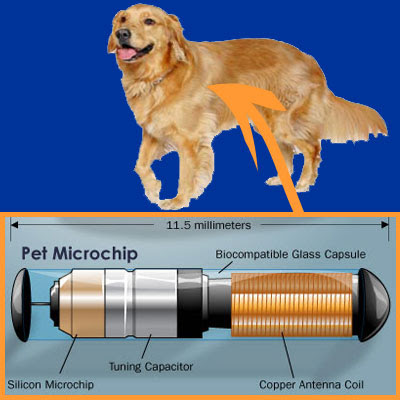 11.5 millimeters
Pet Microchip
Biocompatible Glass Capsule
Tuning Capacitor
Silicon Microchip
Copper Antenna Coil